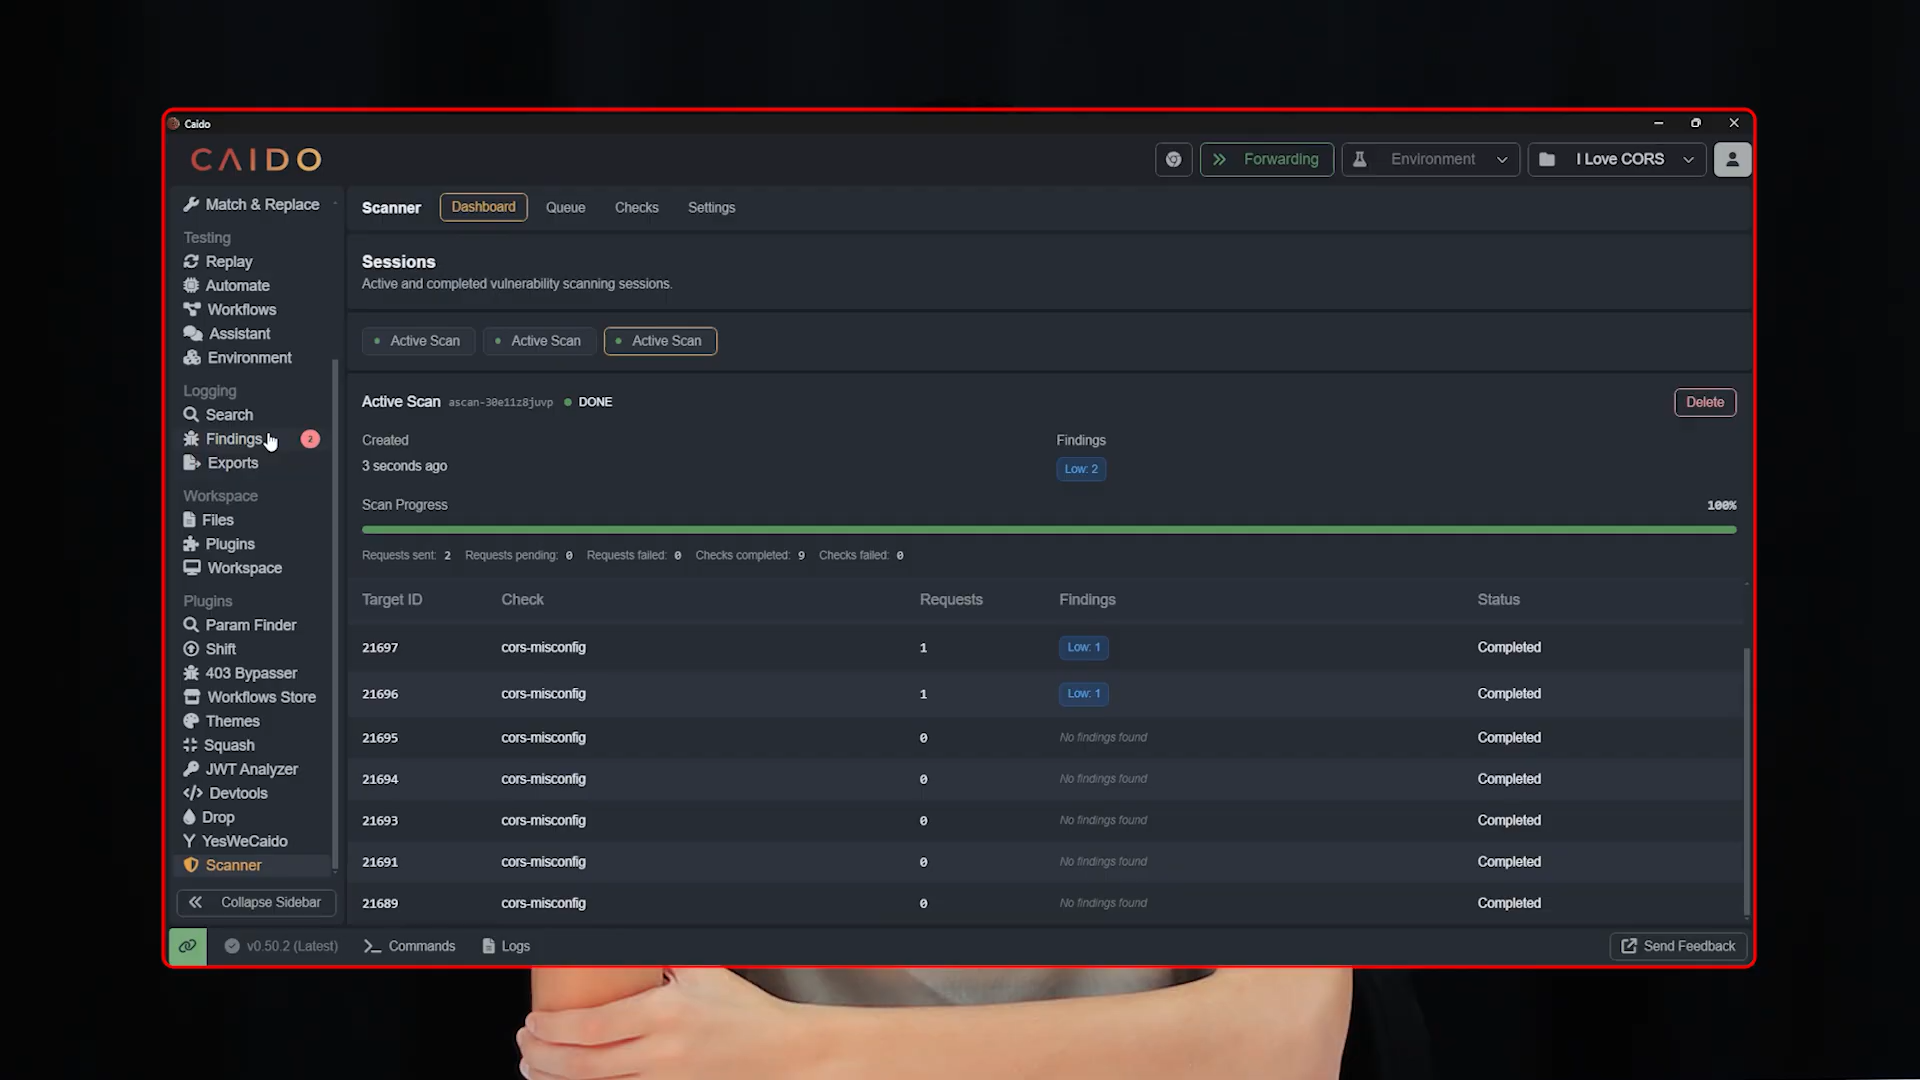 Caido
CAIDO
Forwarding
Environment
I Love CORS
Match & Replace
Testing
Replay
Automate
Workflows
Assistant
Environment
Logging
Search
Findings 2
Exports
Workspace
Files
Plugins
Workspace
Plugins
Param Finder
Shift
403 Bypasser
Workflows Store
Themes
Squash
JWT Analyzer
Devtools
Drop
YesWeCaido
Scanner
Collapse Sidebar
Scanner Dashboard Queue Checks Settings
Sessions
Active and completed vulnerability scanning sessions.
Active Scan Active Scan Active Scan
Active Scan ascan-30e11z8juvp DONE Delete
Created Findings
3 seconds ago Low: 2
Scan Progress 100%
Requests sent: 2 Requests pending: 0 Requests failed: 0 Checks completed: 9 Checks failed: 0
Target ID Check Requests Findings Status
21697 cors-misconfig 1 Low: 1 Completed
21696 cors-misconfig 1 Low: 1 Completed
21695 cors-misconfig 0 No findings found Completed
21694 cors-misconfig 0 No findings found Completed
21693 cors-misconfig 0 No findings found Completed
21691 cors-misconfig 0 No findings found Completed
21689 cors-misconfig 0 No findings found Completed
v0.50.2 (Latest) Commands Logs Send Feedback